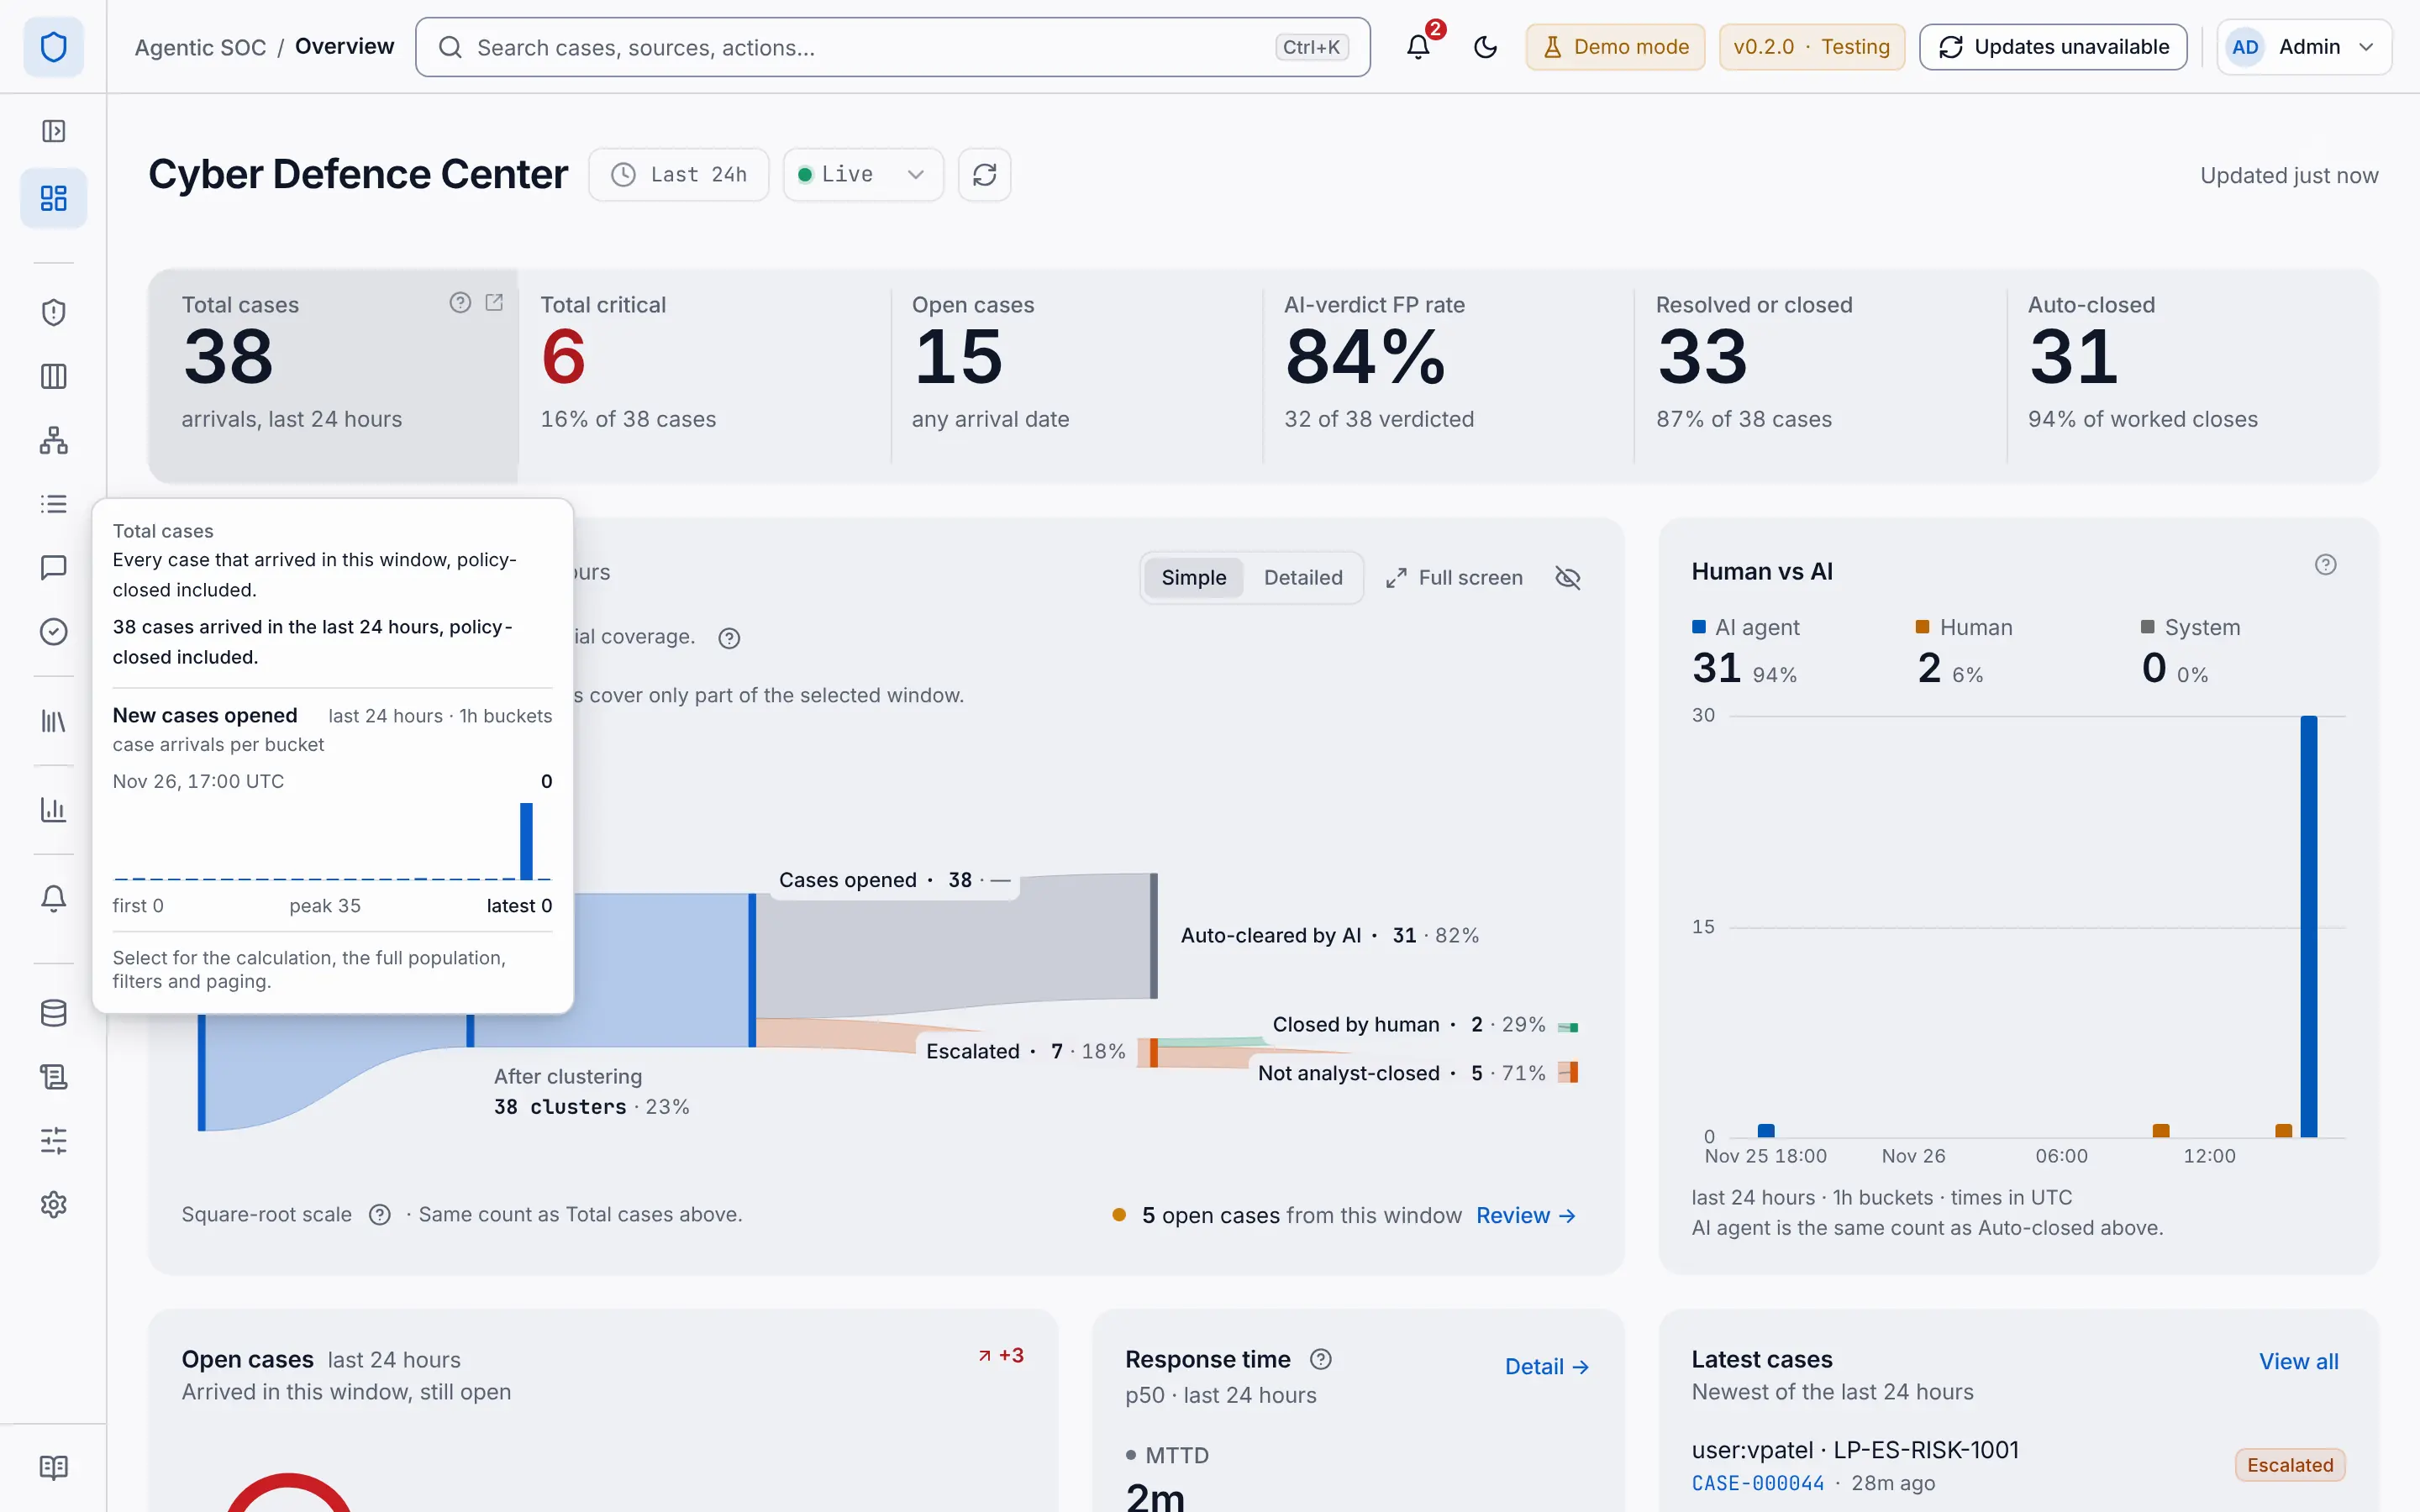 Agentic SOC / Overview
Search cases, sources, actions...
Ctrl+K
2
Demo mode
v0.2.0 · Testing
Updates unavailable
AD
Admin
Cyber Defence Center
Last 24h
Live
Updated just now
Total cases
38
arrivals, last 24 hours
Total critical
6
16% of 38 cases
Open cases
15
any arrival date
AI-verdict FP rate
84%
32 of 38 verdicted
Resolved or closed
33
87% of 38 cases
Auto-closed
31
94% of worked closes
Total cases
Every case that arrived in this window, policy-
closed included.
38 cases arrived in the last 24 hours, policy-
closed included.
New cases opened
last 24 hours · 1h buckets
case arrivals per bucket
Nov 26, 17:00 UTC
0
first 0
peak 35
latest 0
Select for the calculation, the full population,
filters and paging.
Simple
Detailed
Full screen
coverage.
cover only part of the selected window.
Cases opened · 38 · —
Auto-cleared by AI · 31 · 82%
Escalated · 7 · 18%
Closed by human · 2 · 29%
Not analyst-closed · 5 · 71%
After clustering
38 clusters · 23%
Square-root scale
· Same count as Total cases above.
5 open cases from this window
Review →
Human vs AI
AI agent
31 94%
Human
2 6%
System
0 0%
30
15
0
Nov 25 18:00
Nov 26
06:00
12:00
last 24 hours · 1h buckets · times in UTC
AI agent is the same count as Auto-closed above.
Open cases last 24 hours
Arrived in this window, still open
+3
Response time
p50 · last 24 hours
Detail →
MTTD
2m
Latest cases
Newest of the last 24 hours
View all
user:vpatel · LP-ES-RISK-1001
CASE-000044 · 28m ago
Escalated